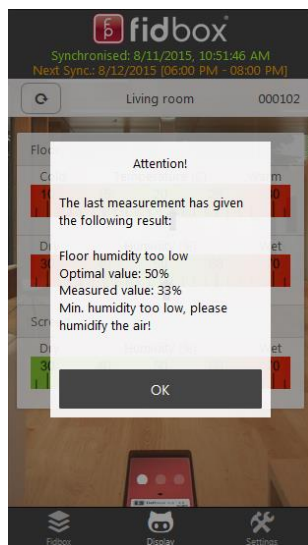 fidbox
Synchronised: 8/11/2015, 10:51:46 AM
Next Sync.: 8/12/2015 [06:00 PM - 08:00 PM]
Living room 000102
Attention!
The last measurement has given
the following result:
Floor humidity too low
Optimal value: 50%
Measured value: 33%
Min. humidity too low, please
humidify the air!
OK
Fidbox Display Settings